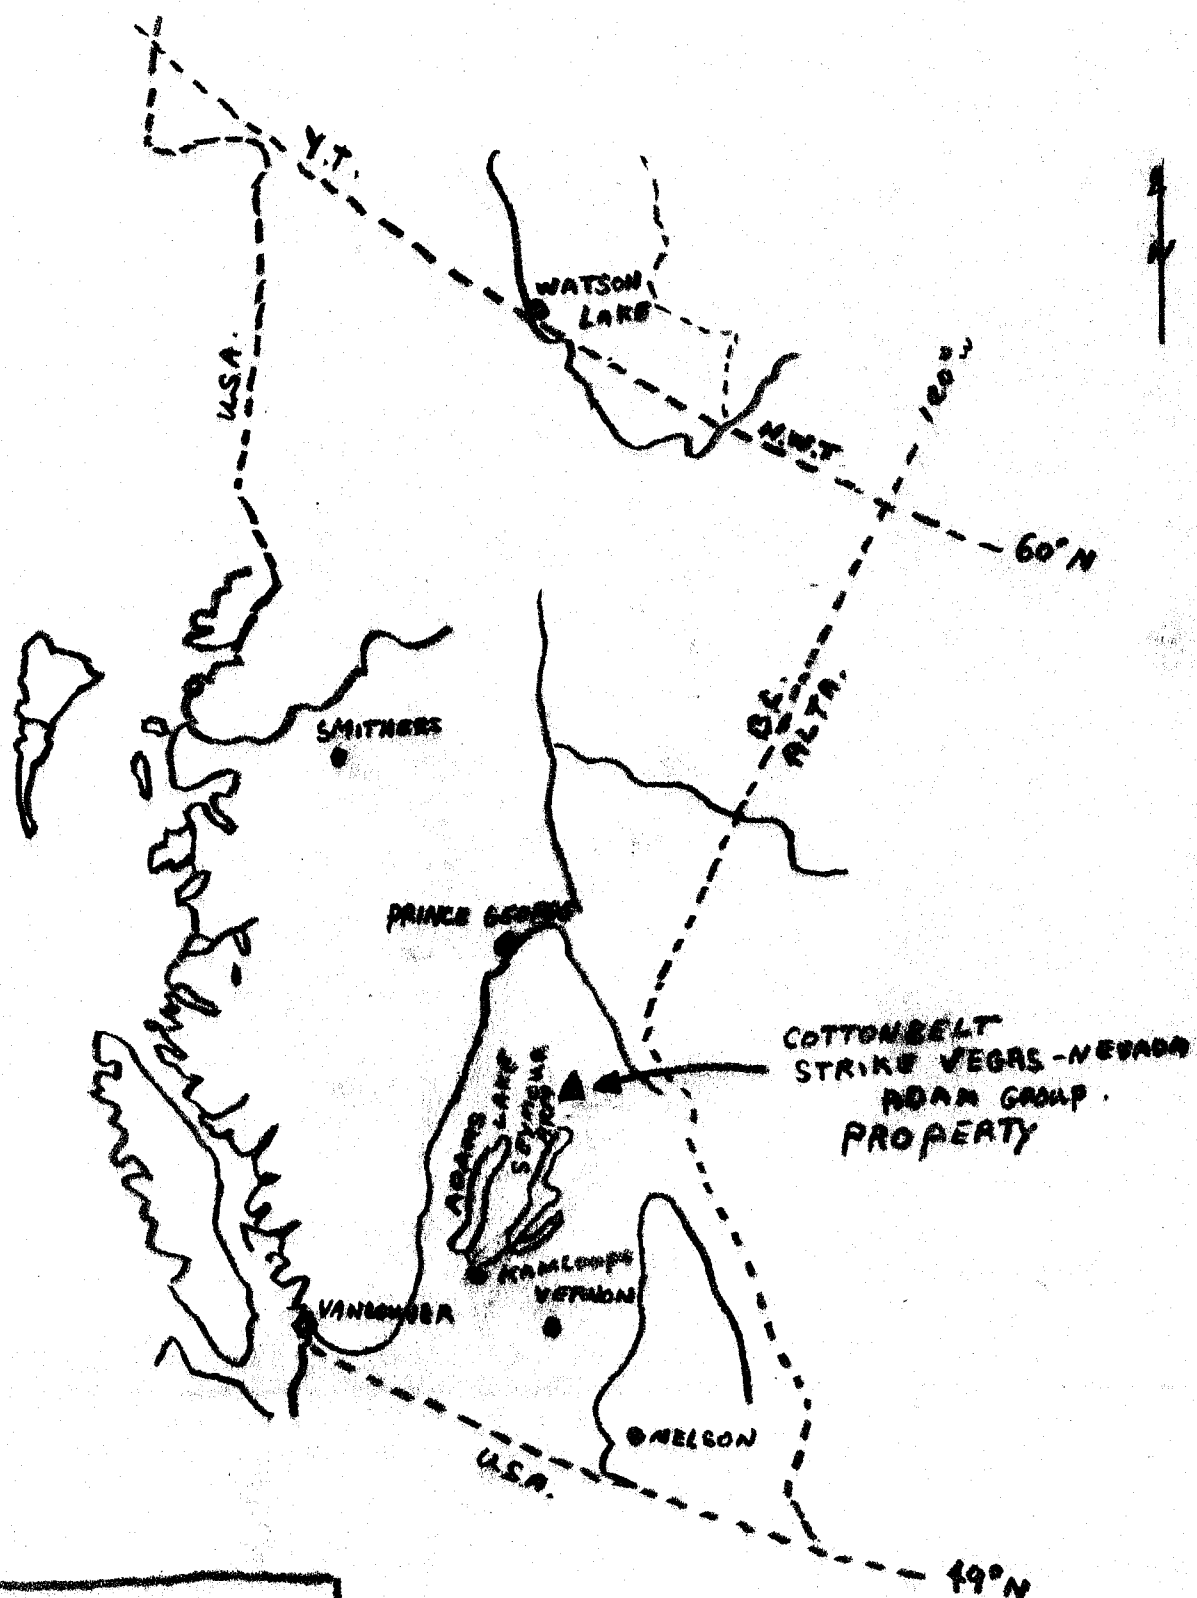 Y.T.
WATSON
LAKE
U.S.A.
120°
N.W.T
60° N
B.C.
ALTA.
SMITHERS
PRINCE GEORGE
COTTONBELT
STRIKE VEGAS-NEVADA
ADAM GROUP.
PROPERTY
ADAMS
LAKE
SEYMOUR
KAMLOOPS
VERNON
VANCOUVER
NELSON
U.S.A.
49° N
N